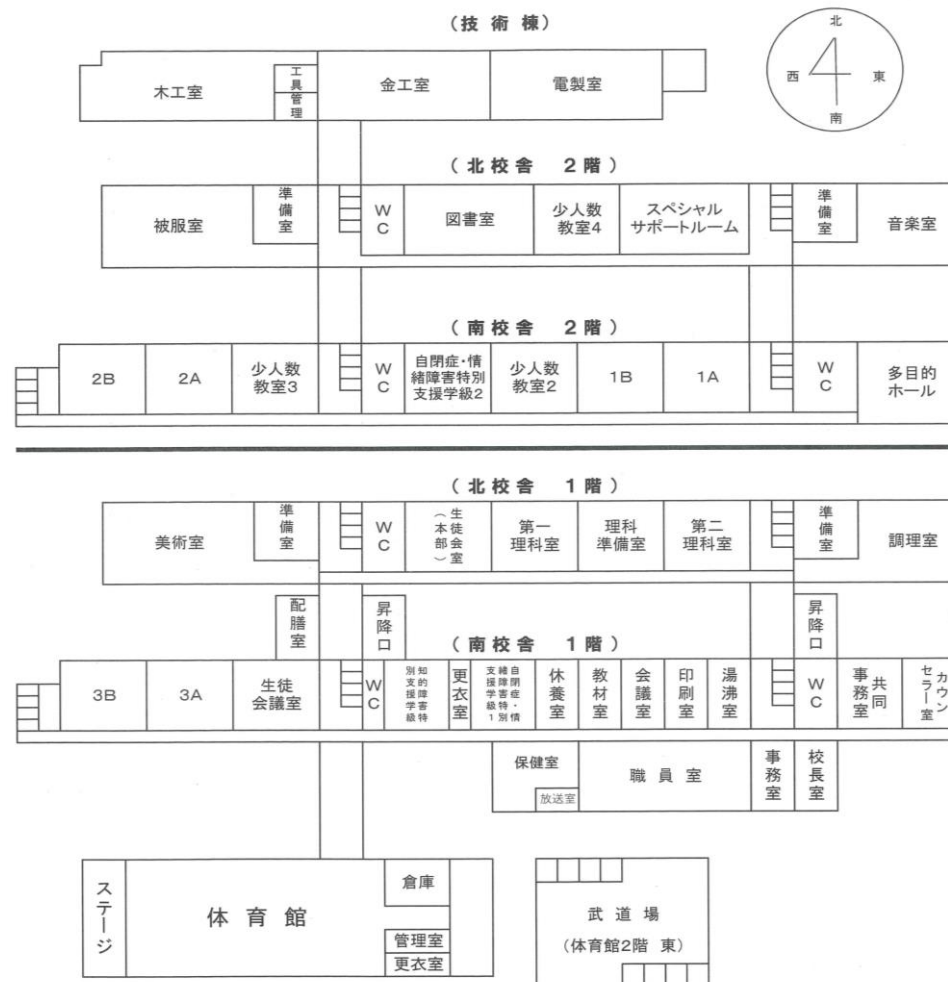 (技術棟)
北
西
東
南
木工室
工具管理
金工室
電製室
(北校舎 2階)
被服室
準備室
WC
図書室
少人数
教室4
スペシャル
サポートルーム
準備室
音楽室
(南校舎 2階)
2B
2A
少人数
教室3
WC
自閉症・情
緒障害特別
支援学級2
少人数
教室2
1B
1A
WC
多目的
ホール
(北校舎 1階)
美術室
準備室
WC
生徒会室
(本部)
第一
理科室
理科
準備室
第二
理科室
準備室
調理室
配膳室
昇降口
昇降口
(南校舎 1階)
3B
3A
生徒
会議室
WC
知的障害特
別支援学級
更衣室
自閉症・情
緒障害特別
支援学級1
休養室
教材室
会議室
印刷室
湯沸室
WC
共同
事務室
カウン
セラー室
保健室
放送室
職員室
事務室
校長室
ステージ
体育館
倉庫
管理室
更衣室
武道場
(体育館2階 東)